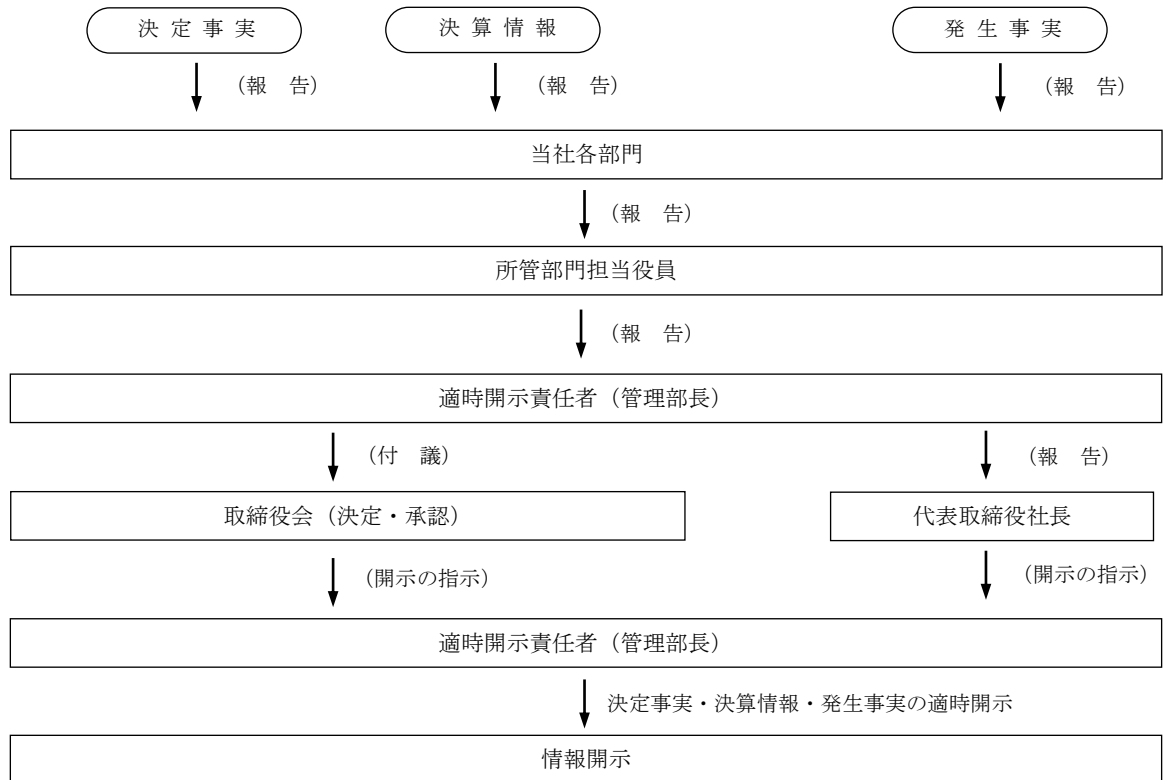 決 定 事 実
決 算 情 報
発 生 事 実
（報　告）
（報　告）
（報　告）
当社各部門
（報　告）
所管部門担当役員
（報　告）
適時開示責任者（管理部長）
（付　議）
（報　告）
取締役会（決定・承認）
代表取締役社長
（開示の指示）
（開示の指示）
適時開示責任者（管理部長）
決定事実・決算情報・発生事実の適時開示
情報開示